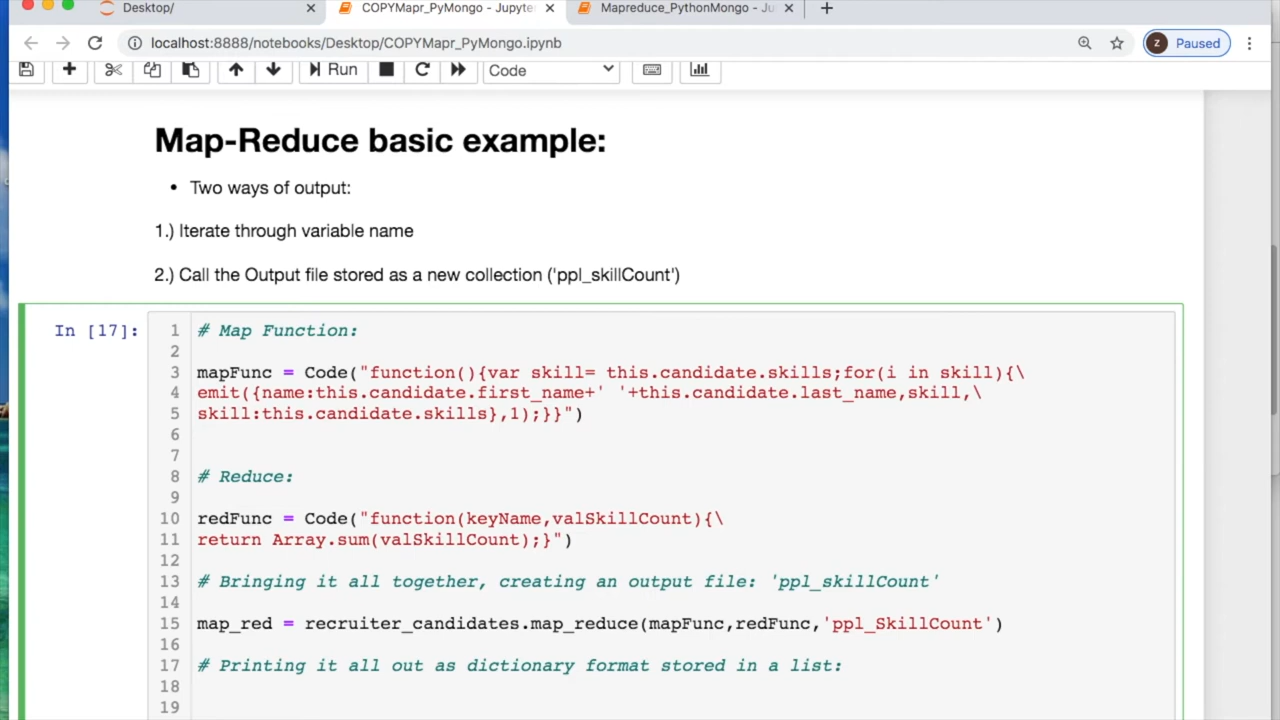 Desktop/
COPYMapr_PyMongo - Jupyte
Mapreduce_PythonMongo - Ju
localhost:8888/notebooks/Desktop/COPYMapr_PyMongo.ipynb
z Paused
Run
Code
Map-Reduce basic example:
• Two ways of output:
1.) Iterate through variable name
2.) Call the Output file stored as a new collection ('ppl_skillCount')
In [17]:
1 # Map Function:
2
3 mapFunc = Code("function(){var skill= this.candidate.skills;for(i in skill){\
4 emit({name:this.candidate.first_name+' '+this.candidate.last_name,skill,\
5 skill:this.candidate.skills},1);}}")
6
7
8 # Reduce:
9
10 redFunc = Code("function(keyName,valSkillCount){\
11 return Array.sum(valSkillCount);}")
12
13 # Bringing it all together, creating an output file: 'ppl_skillCount'
14
15 map_red = recruiter_candidates.map_reduce(mapFunc,redFunc,'ppl_SkillCount')
16
17 # Printing it all out as dictionary format stored in a list:
18
19